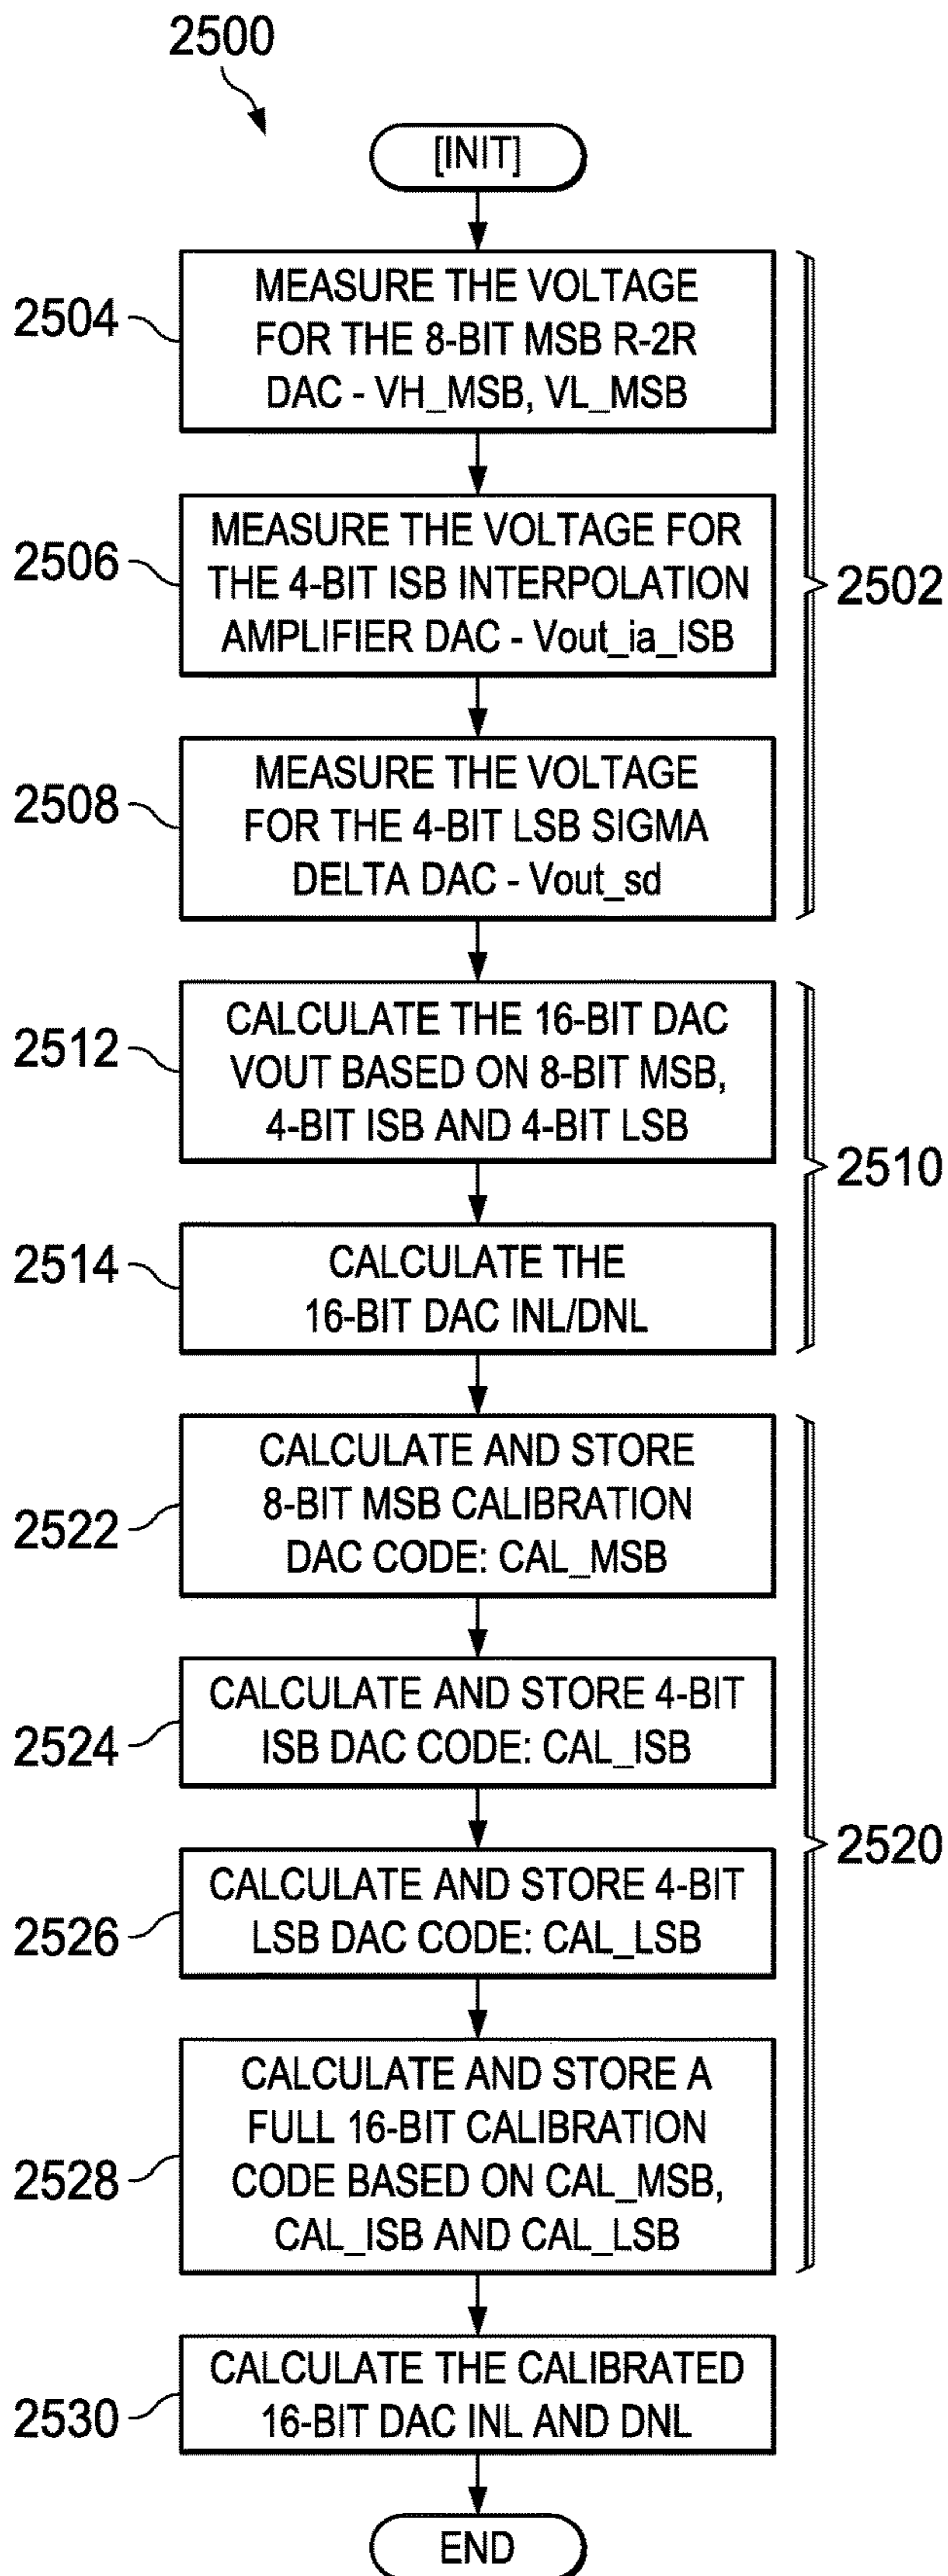 2500
[INIT]
2504
MEASURE THE VOLTAGE
FOR THE 8-BIT MSB R-2R
DAC - VH_MSB, VL_MSB
2506
MEASURE THE VOLTAGE FOR
THE 4-BIT ISB INTERPOLATION
AMPLIFIER DAC - Vout_ia_ISB
2502
2508
MEASURE THE VOLTAGE
FOR THE 4-BIT LSB SIGMA
DELTA DAC - Vout_sd
2512
CALCULATE THE 16-BIT DAC
VOUT BASED ON 8-BIT MSB,
4-BIT ISB AND 4-BIT LSB
2510
2514
CALCULATE THE
16-BIT DAC INL/DNL
2522
CALCULATE AND STORE
8-BIT MSB CALIBRATION
DAC CODE: CAL_MSB
2524
CALCULATE AND STORE 4-BIT
ISB DAC CODE: CAL_ISB
2520
2526
CALCULATE AND STORE 4-BIT
LSB DAC CODE: CAL_LSB
2528
CALCULATE AND STORE A
FULL 16-BIT CALIBRATION
CODE BASED ON CAL_MSB,
CAL_ISB AND CAL_LSB
2530
CALCULATE THE CALIBRATED
16-BIT DAC INL AND DNL
END